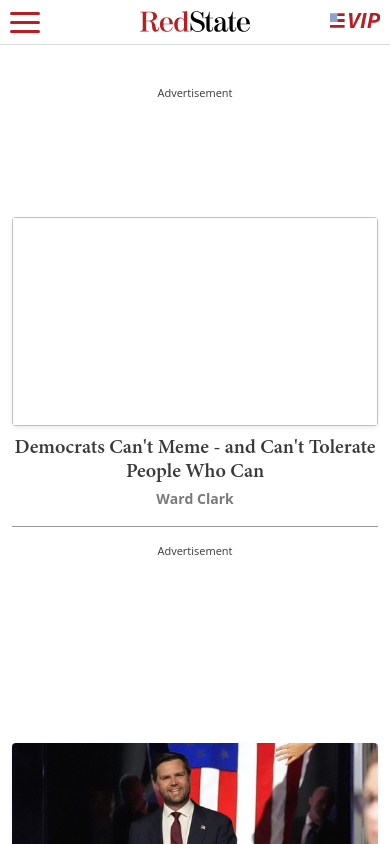 RedState
VIP
Advertisement
Democrats Can't Meme - and Can't Tolerate
People Who Can
Ward Clark
Advertisement